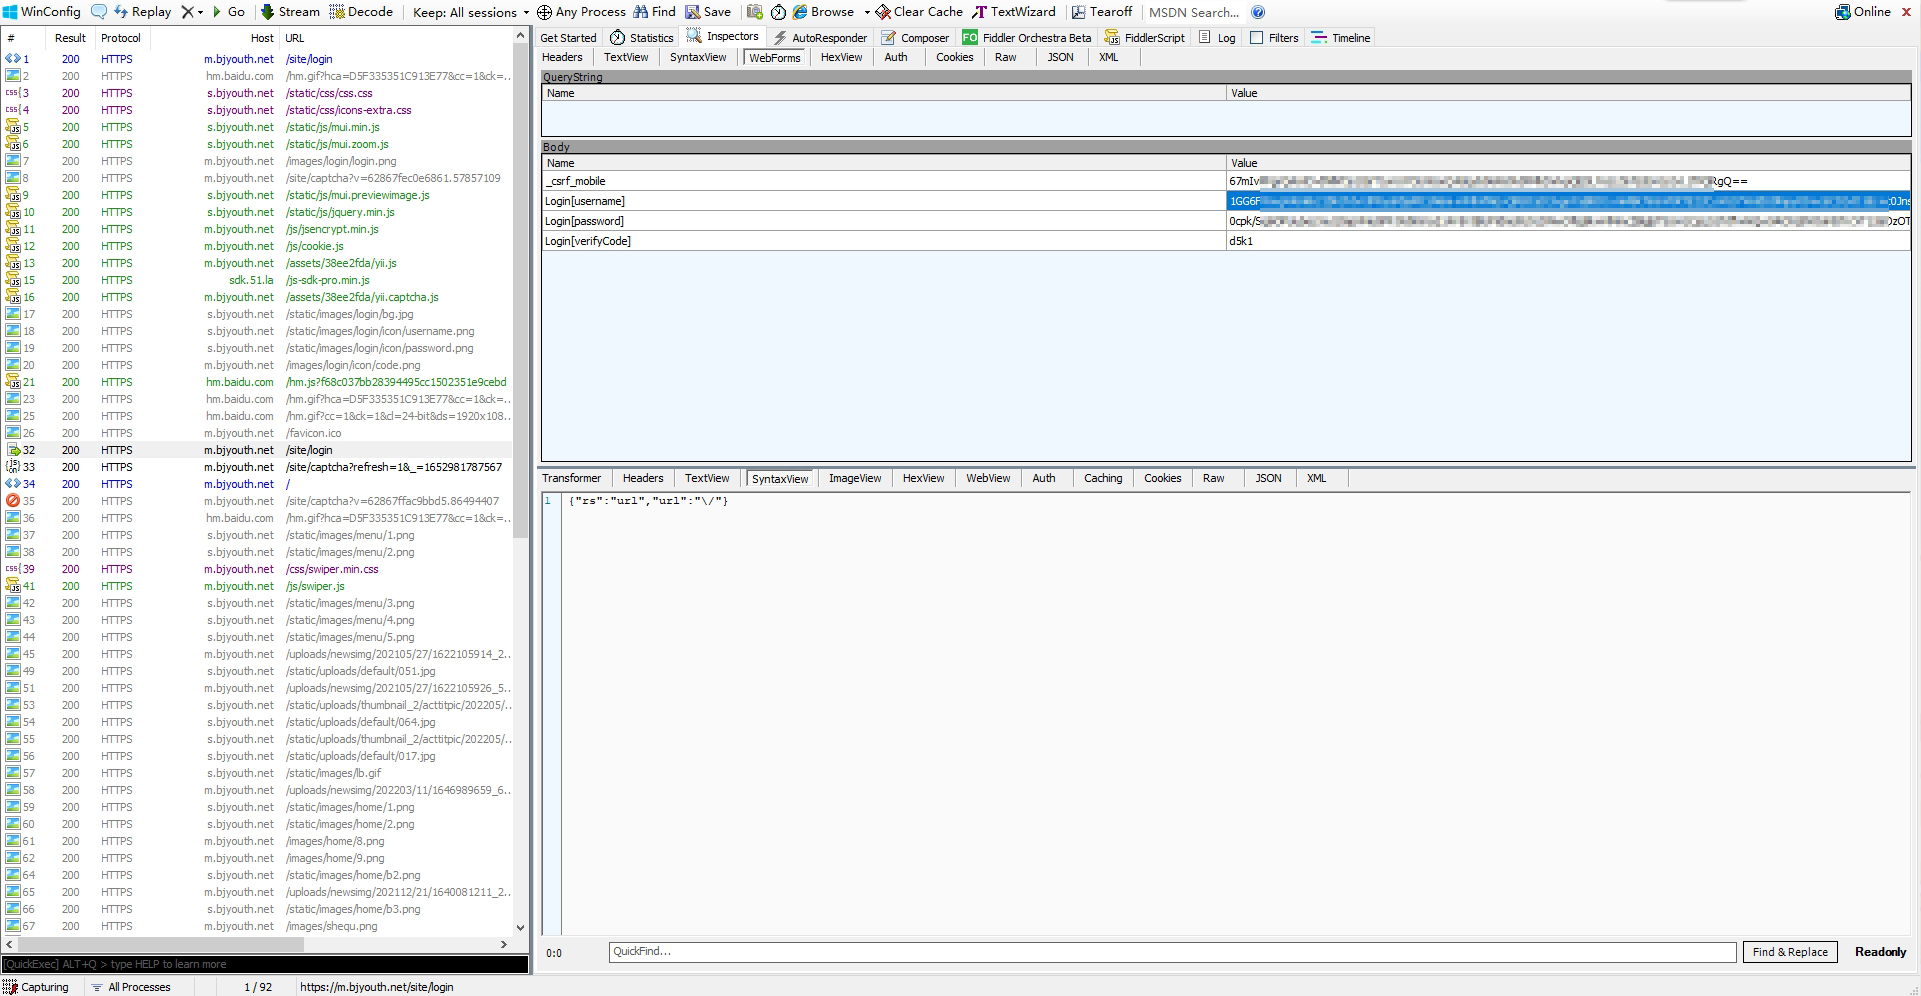 WinConfig Replay Go Stream Decode Keep: All sessions Any Process Find Save Browse Clear Cache TextWizard Tearoff MSDN Search... Online
# Result Protocol Host URL
1 200 HTTPS m.bjyouth.net /site/login
2 200 HTTPS hm.baidu.com /hm.gif?hca=D5F335351C913E77&cc=1&ck=...
3 200 HTTPS s.bjyouth.net /static/css/css.css
4 200 HTTPS s.bjyouth.net /static/css/icons-extra.css
5 200 HTTPS s.bjyouth.net /static/js/mui.min.js
6 200 HTTPS s.bjyouth.net /static/js/mui.zoom.js
7 200 HTTPS m.bjyouth.net /images/login/login.png
8 200 HTTPS m.bjyouth.net /site/captcha?v=62867fec0e6861.57857109
9 200 HTTPS s.bjyouth.net /static/js/mui.previewimage.js
10 200 HTTPS s.bjyouth.net /static/js/jquery.min.js
11 200 HTTPS m.bjyouth.net /js/jsencrypt.min.js
12 200 HTTPS m.bjyouth.net /js/cookie.js
13 200 HTTPS m.bjyouth.net /assets/38ee2fda/yii.js
15 200 HTTPS sdk.51.la /js-sdk-pro.min.js
16 200 HTTPS m.bjyouth.net /assets/38ee2fda/yii.captcha.js
17 200 HTTPS s.bjyouth.net /static/images/login/bg.jpg
18 200 HTTPS s.bjyouth.net /static/images/login/icon/username.png
19 200 HTTPS s.bjyouth.net /static/images/login/icon/password.png
20 200 HTTPS m.bjyouth.net /images/login/icon/code.png
21 200 HTTPS hm.baidu.com /hm.js?f68c037bb28394495cc1502351e9cebd
23 200 HTTPS hm.baidu.com /hm.gif?hca=D5F335351C913E77&cc=1&ck=...
25 200 HTTPS hm.baidu.com /hm.gif?cc=1&ck=1&cl=24-bit&ds=1920x108...
26 200 HTTPS m.bjyouth.net /favicon.ico
32 200 HTTPS m.bjyouth.net /site/login
33 200 HTTPS m.bjyouth.net /site/captcha?refresh=1&_=1652981787567
34 200 HTTPS m.bjyouth.net /
35 200 HTTPS m.bjyouth.net /site/captcha?v=62867ffac9bbd5.86494407
36 200 HTTPS hm.baidu.com /hm.gif?hca=D5F335351C913E77&cc=1&ck=...
37 200 HTTPS s.bjyouth.net /static/images/menu/1.png
38 200 HTTPS s.bjyouth.net /static/images/menu/2.png
39 200 HTTPS m.bjyouth.net /css/swiper.min.css
41 200 HTTPS m.bjyouth.net /js/swiper.js
42 200 HTTPS s.bjyouth.net /static/images/menu/3.png
43 200 HTTPS s.bjyouth.net /static/images/menu/4.png
44 200 HTTPS s.bjyouth.net /static/images/menu/5.png
45 200 HTTPS m.bjyouth.net /uploads/newsimg/202105/27/1622105914_2...
49 200 HTTPS s.bjyouth.net /static/uploads/default/051.jpg
51 200 HTTPS m.bjyouth.net /uploads/newsimg/202105/27/1622105926_5...
53 200 HTTPS s.bjyouth.net /static/uploads/thumbnail_2/acttitpic/202205/...
54 200 HTTPS s.bjyouth.net /static/uploads/default/064.jpg
55 200 HTTPS s.bjyouth.net /static/uploads/thumbnail_2/acttitpic/202205/...
56 200 HTTPS s.bjyouth.net /static/uploads/default/017.jpg
57 200 HTTPS s.bjyouth.net /static/images/lb.gif
58 200 HTTPS m.bjyouth.net /uploads/newsimg/202203/11/1646989659_6...
59 200 HTTPS s.bjyouth.net /static/images/home/1.png
60 200 HTTPS s.bjyouth.net /static/images/home/2.png
61 200 HTTPS m.bjyouth.net /images/home/8.png
62 200 HTTPS m.bjyouth.net /images/home/9.png
64 200 HTTPS s.bjyouth.net /static/images/home/b2.png
65 200 HTTPS m.bjyouth.net /uploads/newsimg/202112/21/1640081211_2...
66 200 HTTPS s.bjyouth.net /static/images/home/b3.png
67 200 HTTPS m.bjyouth.net /images/shequ.png
[QuickExec] ALT+Q > type HELP to learn more
Get Started Statistics Inspectors AutoResponder Composer FO Fiddler Orchestra Beta FiddlerScript Log Filters Timeline
Headers TextView SyntaxView WebForms HexView Auth Cookies Raw JSON XML
QueryString
Name Value
Body
Name Value
_csrf_mobile 67mIv RgQ==
Login[username] 1GG6F c0Jns
Login[password] 0cpk/S OzOT
Login[verifyCode] d5k1
Transformer Headers TextView SyntaxView ImageView HexView WebView Auth Caching Cookies Raw JSON XML
1 {"rs":"url","url":"\/"}
0:0 QuickFind... Find & Replace Readonly
Capturing All Processes 1 / 92 https://m.bjyouth.net/site/login